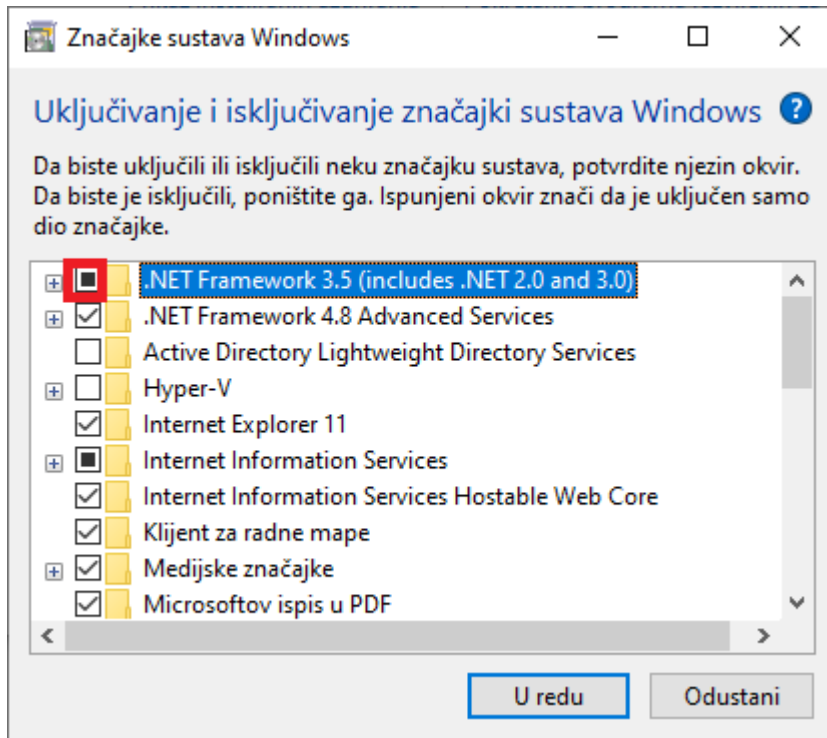 Značajke sustava Windows
Uključivanje i isključivanje značajki sustava Windows
Da biste uključili ili isključili neku značajku sustava, potvrdite njezin okvir.
Da biste je isključili, poništite ga. Ispunjeni okvir znači da je uključen samo
dio značajke.
.NET Framework 3.5 (includes .NET 2.0 and 3.0)
.NET Framework 4.8 Advanced Services
Active Directory Lightweight Directory Services
Hyper-V
Internet Explorer 11
Internet Information Services
Internet Information Services Hostable Web Core
Klijent za radne mape
Medijske značajke
Microsoftov ispis u PDF
U redu
Odustani